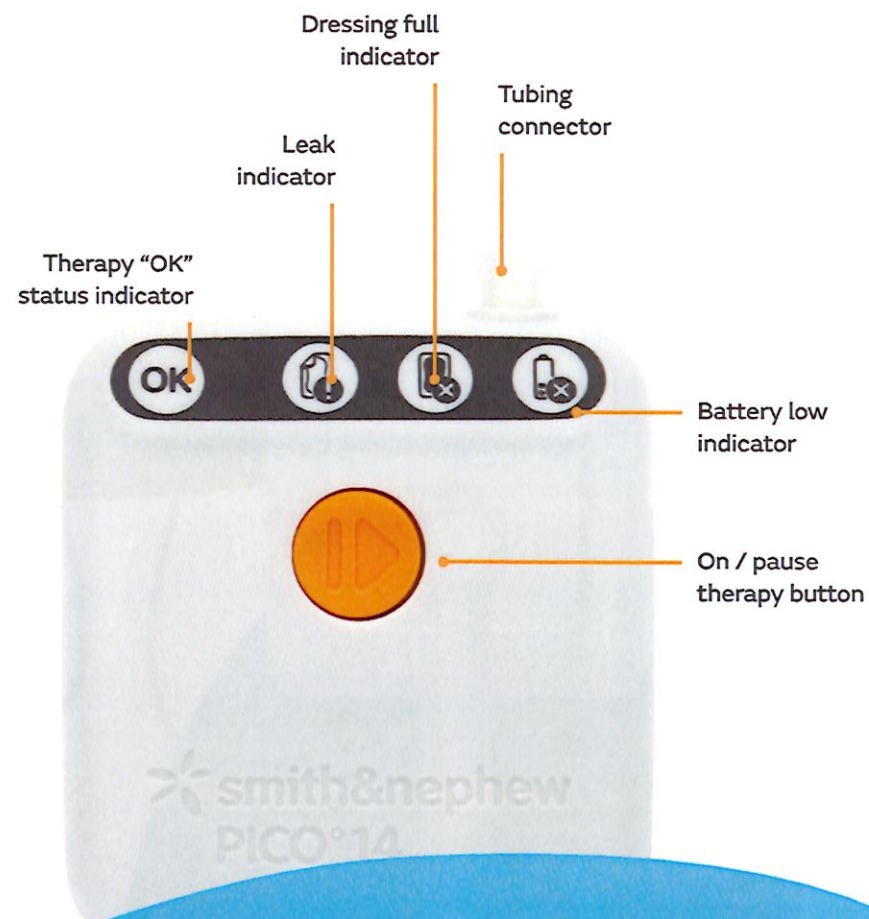 Dressing full
indicator
Tubing
connector
Leak
indicator
Therapy “OK”
status indicator
OK
Battery low
indicator
On / pause
therapy button
smith&nephew
PICO°14